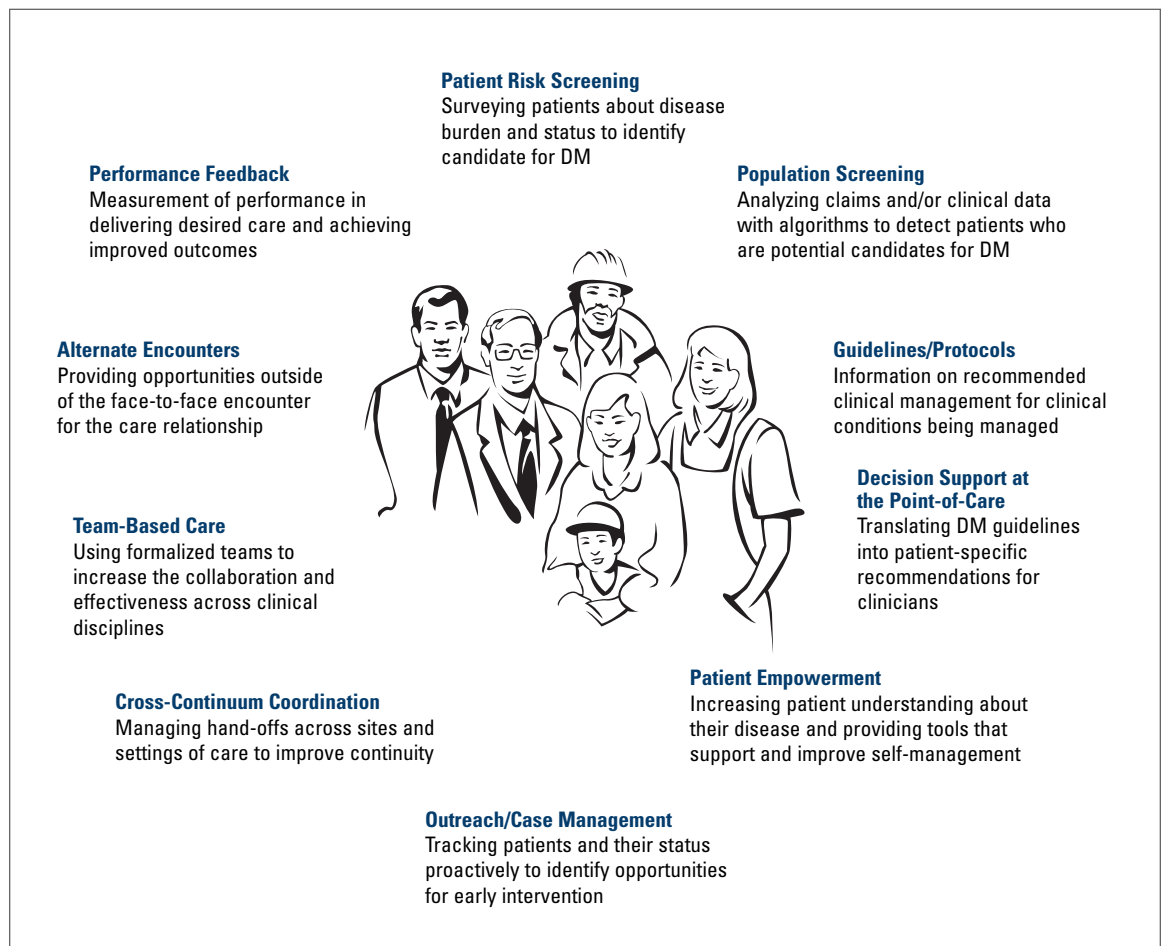 Patient Risk Screening
Surveying patients about disease
burden and status to identify
candidate for DM
Performance Feedback
Measurement of performance in
delivering desired care and achieving
improved outcomes
Population Screening
Analyzing claims and/or clinical data
with algorithms to detect patients who
are potential candidates for DM
Alternate Encounters
Providing opportunities outside
of the face-to-face encounter
for the care relationship
Guidelines/Protocols
Information on recommended
clinical management for clinical
conditions being managed
Decision Support at
the Point-of-Care
Translating DM guidelines
into patient-specific
recommendations for
clinicians
Team-Based Care
Using formalized teams to
increase the collaboration and
effectiveness across clinical
disciplines
Patient Empowerment
Increasing patient understanding about
their disease and providing tools that
support and improve self-management
Cross-Continuum Coordination
Managing hand-offs across sites and
settings of care to improve continuity
Outreach/Case Management
Tracking patients and their status
proactively to identify opportunities
for early intervention